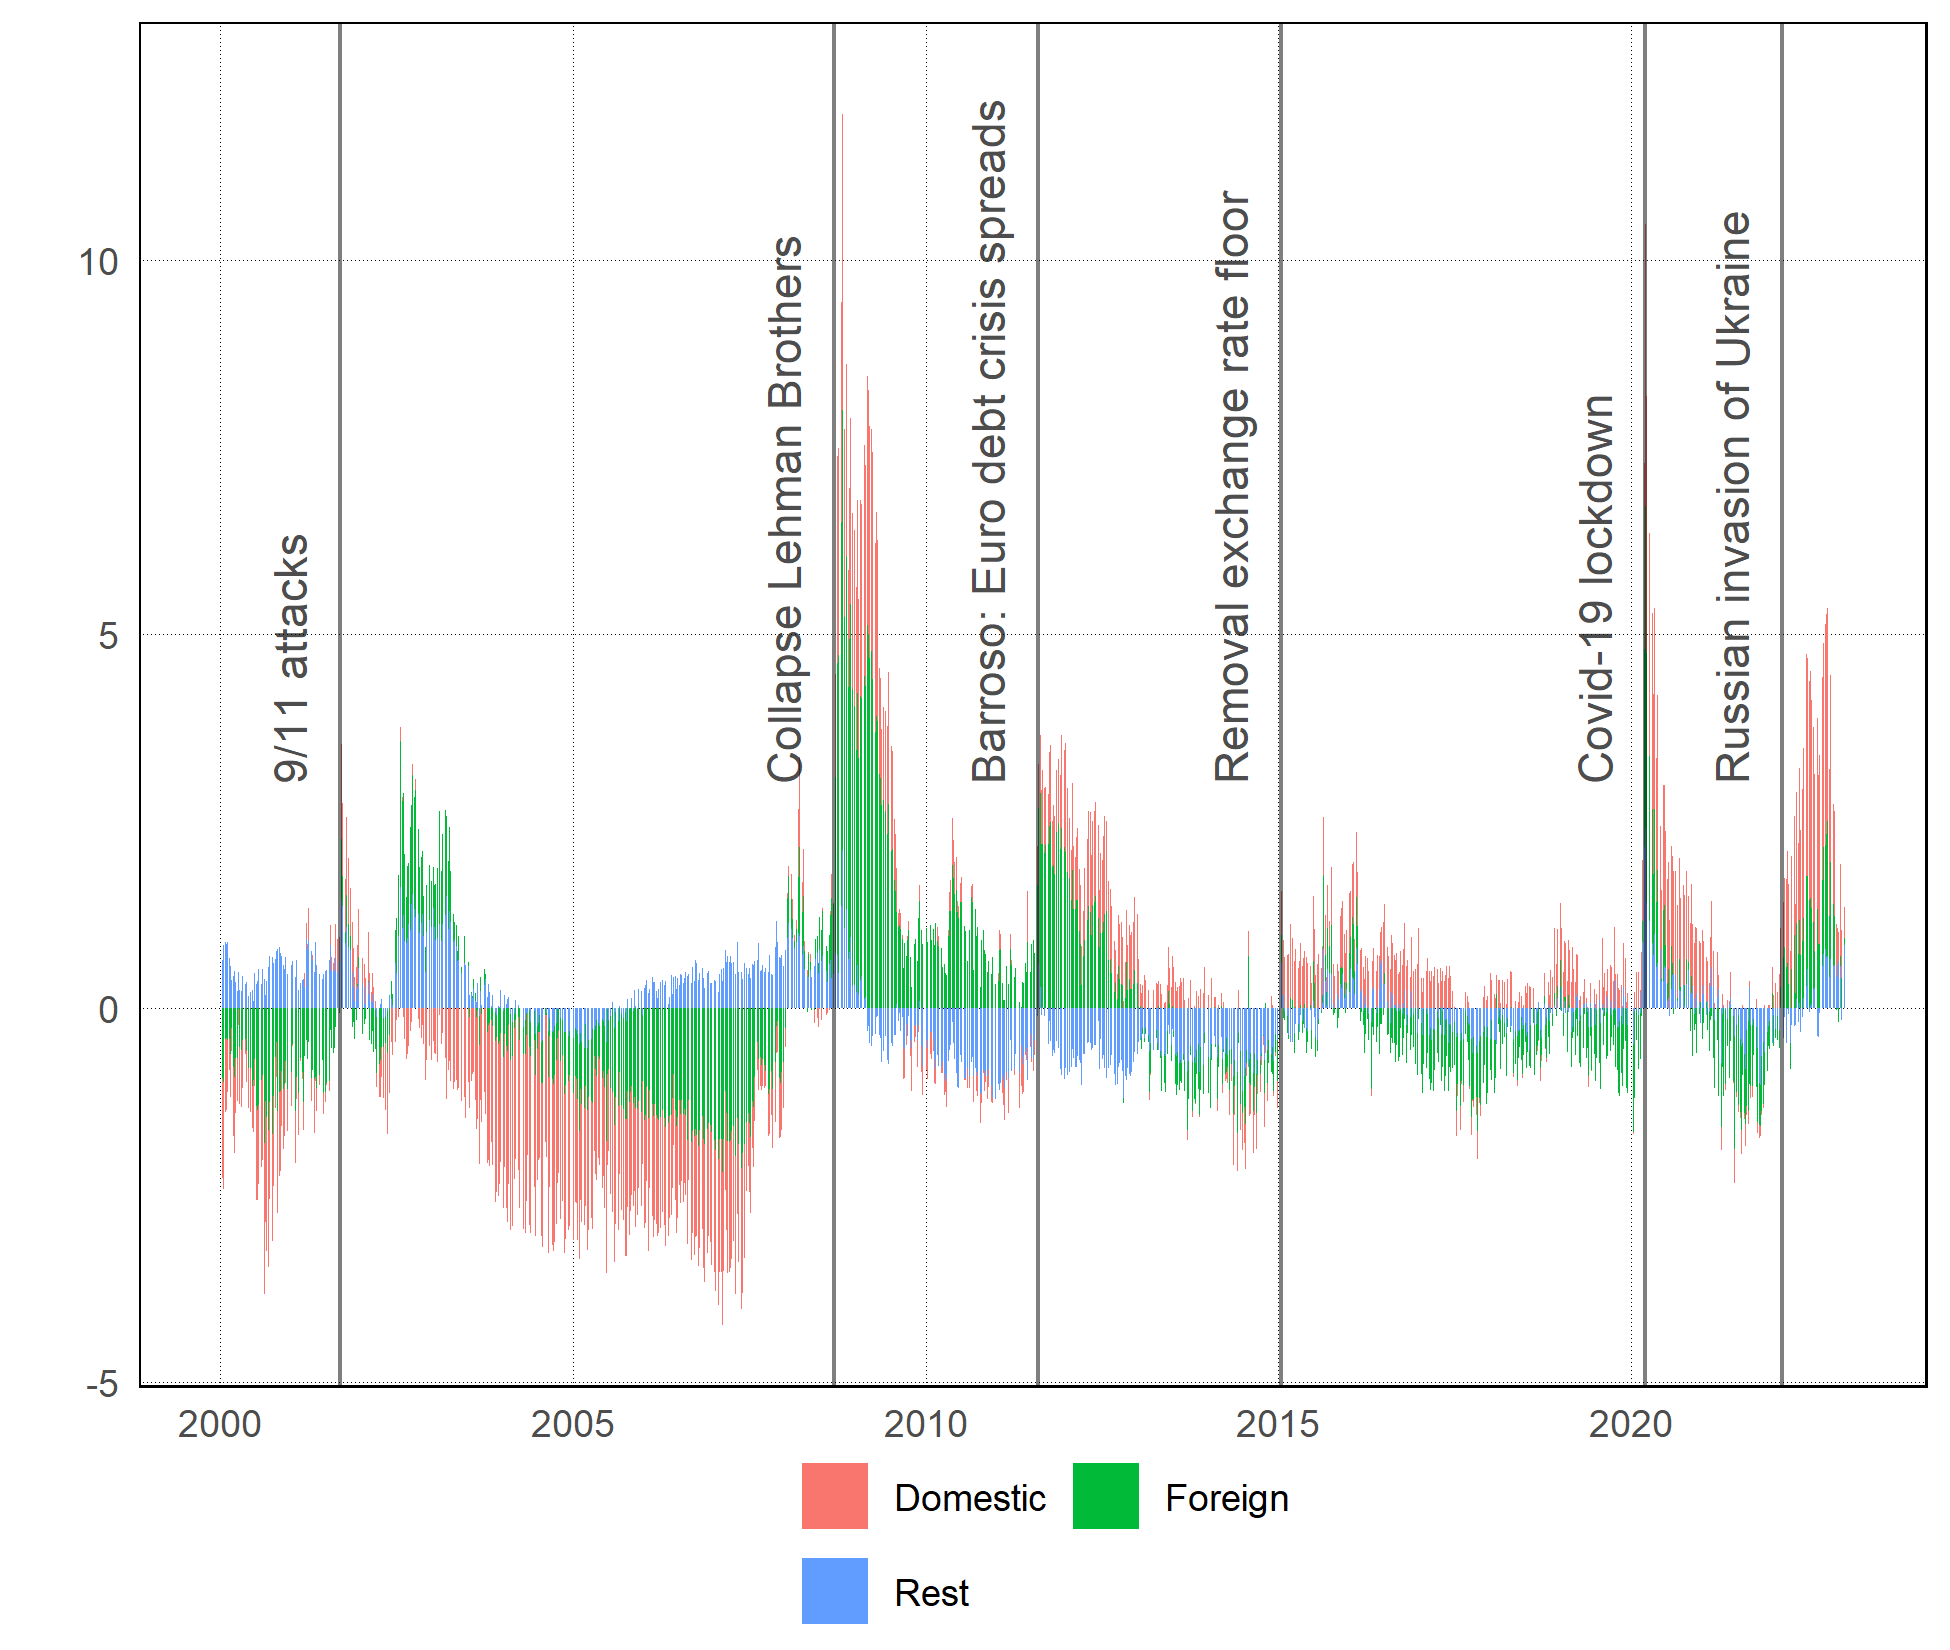 10
5
0
-5
9/11 attacks
Collapse Lehman Brothers
Barroso: Euro debt crisis spreads
Removal exchange rate floor
Covid-19 lockdown
Russian invasion of Ukraine
2000
2005
2010
2015
2020
Domestic
Foreign
Rest